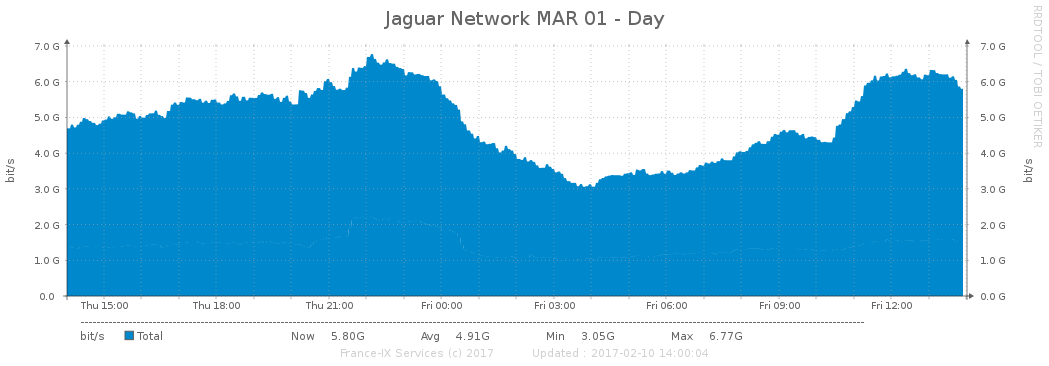 Jaguar Network MAR 01 - Day
RRDTOOL / TOBI OETIKER
7.0 G 7.0 G
6.0 G 6.0 G
5.0 G 5.0 G
4.0 G 4.0 G
3.0 G 3.0 G
2.0 G 2.0 G
1.0 G 1.0 G
0.0 0.0 G
bit/s
bit/s
Thu 15:00 Thu 18:00 Thu 21:00 Fri 00:00 Fri 03:00 Fri 06:00 Fri 09:00 Fri 12:00
bit/s Total Now 5.80G Avg 4.91G Min 3.05G Max 6.77G
France-IX Services (c) 2017 Updated : 2017-02-10 14:00:04